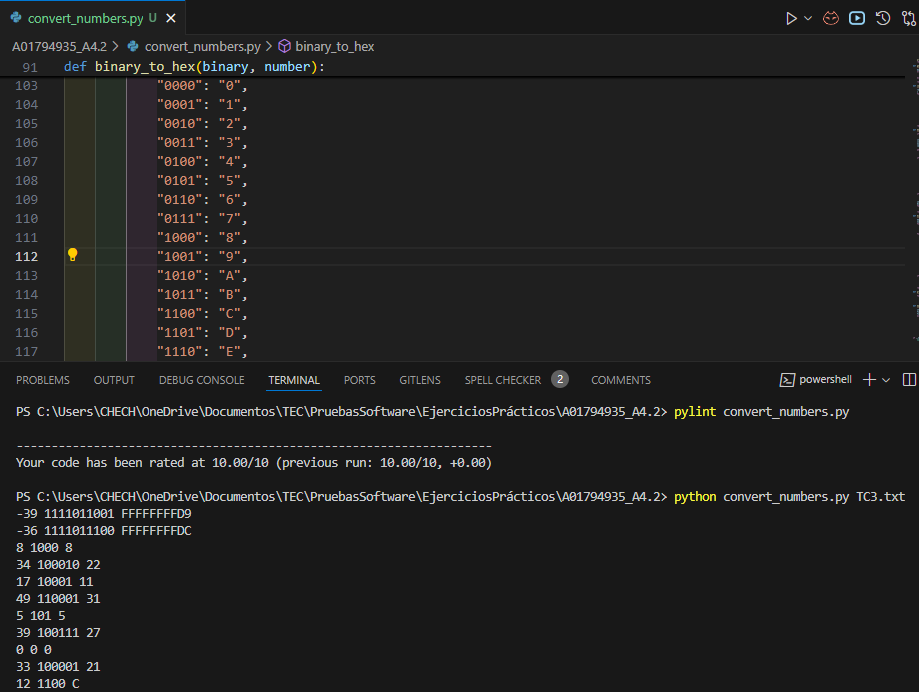 convert_numbers.py U
A01794935_A4.2 > convert_numbers.py > binary_to_hex
91 def binary_to_hex(binary, number):
103 "0000": "0",
104 "0001": "1",
105 "0010": "2",
106 "0011": "3",
107 "0100": "4",
108 "0101": "5",
109 "0110": "6",
110 "0111": "7",
111 "1000": "8",
112 "1001": "9",
113 "1010": "A",
114 "1011": "B",
115 "1100": "C",
116 "1101": "D",
117 "1110": "E",
PROBLEMS OUTPUT DEBUG CONSOLE TERMINAL PORTS GITLENS SPELL CHECKER 2 COMMENTS powershell
PS C:\Users\CHECH\OneDrive\Documentos\TEC\PruebasSoftware\EjerciciosPrácticos\A01794935_A4.2> pylint convert_numbers.py
--------------------------------------------------------------------
Your code has been rated at 10.00/10 (previous run: 10.00/10, +0.00)
PS C:\Users\CHECH\OneDrive\Documentos\TEC\PruebasSoftware\EjerciciosPrácticos\A01794935_A4.2> python convert_numbers.py TC3.txt
-39 1111011001 FFFFFFFFD9
-36 1111011100 FFFFFFFFDC
8 1000 8
34 100010 22
17 10001 11
49 110001 31
5 101 5
39 100111 27
0 0 0
33 100001 21
12 1100 C